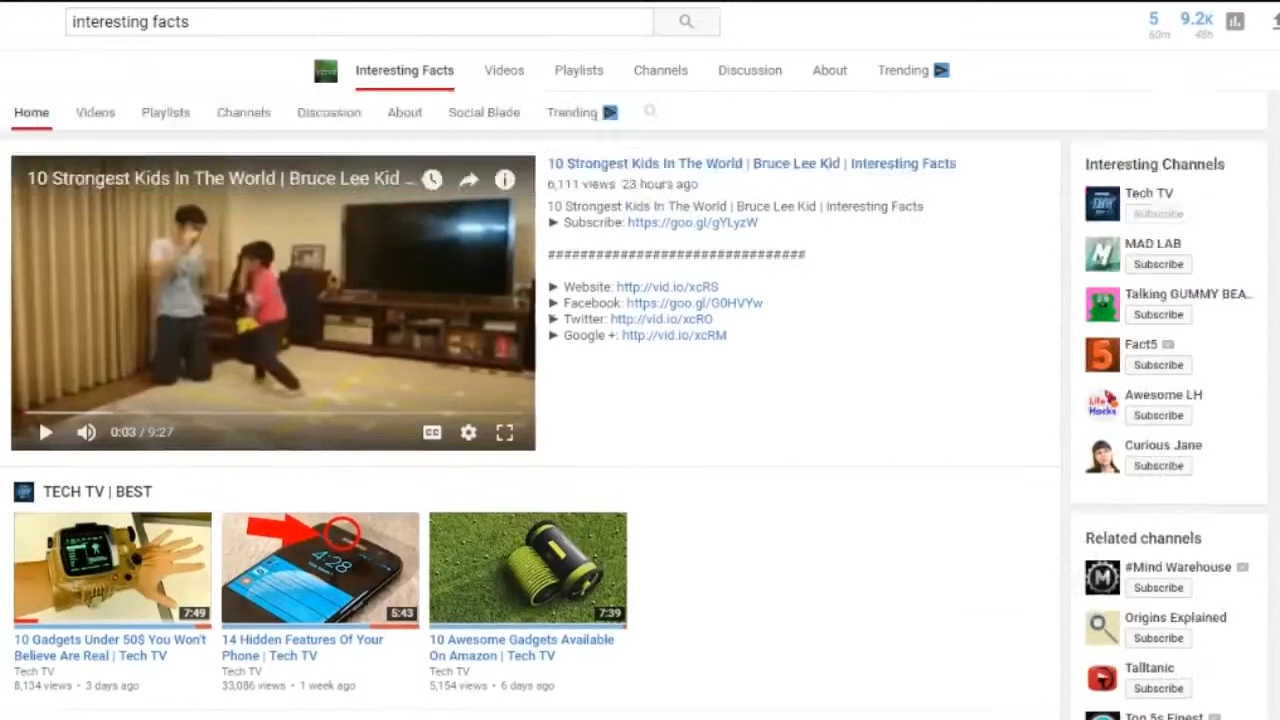 interesting facts
5
60m
9.2K
48h
Interesting Facts Videos Playlists Channels Discussion About Trending
Home Videos Playlists Channels Discussion About Social Blade Trending
10 Strongest Kids In The World | Bruce Lee Kid ...
0:03 / 9:27
CC
10 Strongest Kids In The World | Bruce Lee Kid | Interesting Facts
6,111 views 23 hours ago
10 Strongest Kids In The World | Bruce Lee Kid | Interesting Facts
► Subscribe: https://goo.gl/gYLyzW
################################
► Website: http://vid.io/xcRS
► Facebook: https://goo.gl/G0HVYw
► Twitter: http://vid.io/xcRO
► Google +: http://vid.io/xcRM
TECH TV | BEST
4:28
7:49
5:43
7:39
10 Gadgets Under 50$ You Won't
Believe Are Real | Tech TV
Tech TV
8,134 views • 3 days ago
14 Hidden Features Of Your
Phone | Tech TV
Tech TV
33,086 views • 1 week ago
10 Awesome Gadgets Available
On Amazon | Tech TV
Tech TV
5,154 views • 6 days ago
Interesting Channels
Tech TV
Subscribe
MAD LAB
Subscribe
Talking GUMMY BEA...
Subscribe
Fact5
Subscribe
Awesome LH
Life Hacks
Subscribe
Curious Jane
Subscribe
Related channels
#Mind Warehouse
Subscribe
Origins Explained
Subscribe
Talltanic
Subscribe
Top 5s Finest